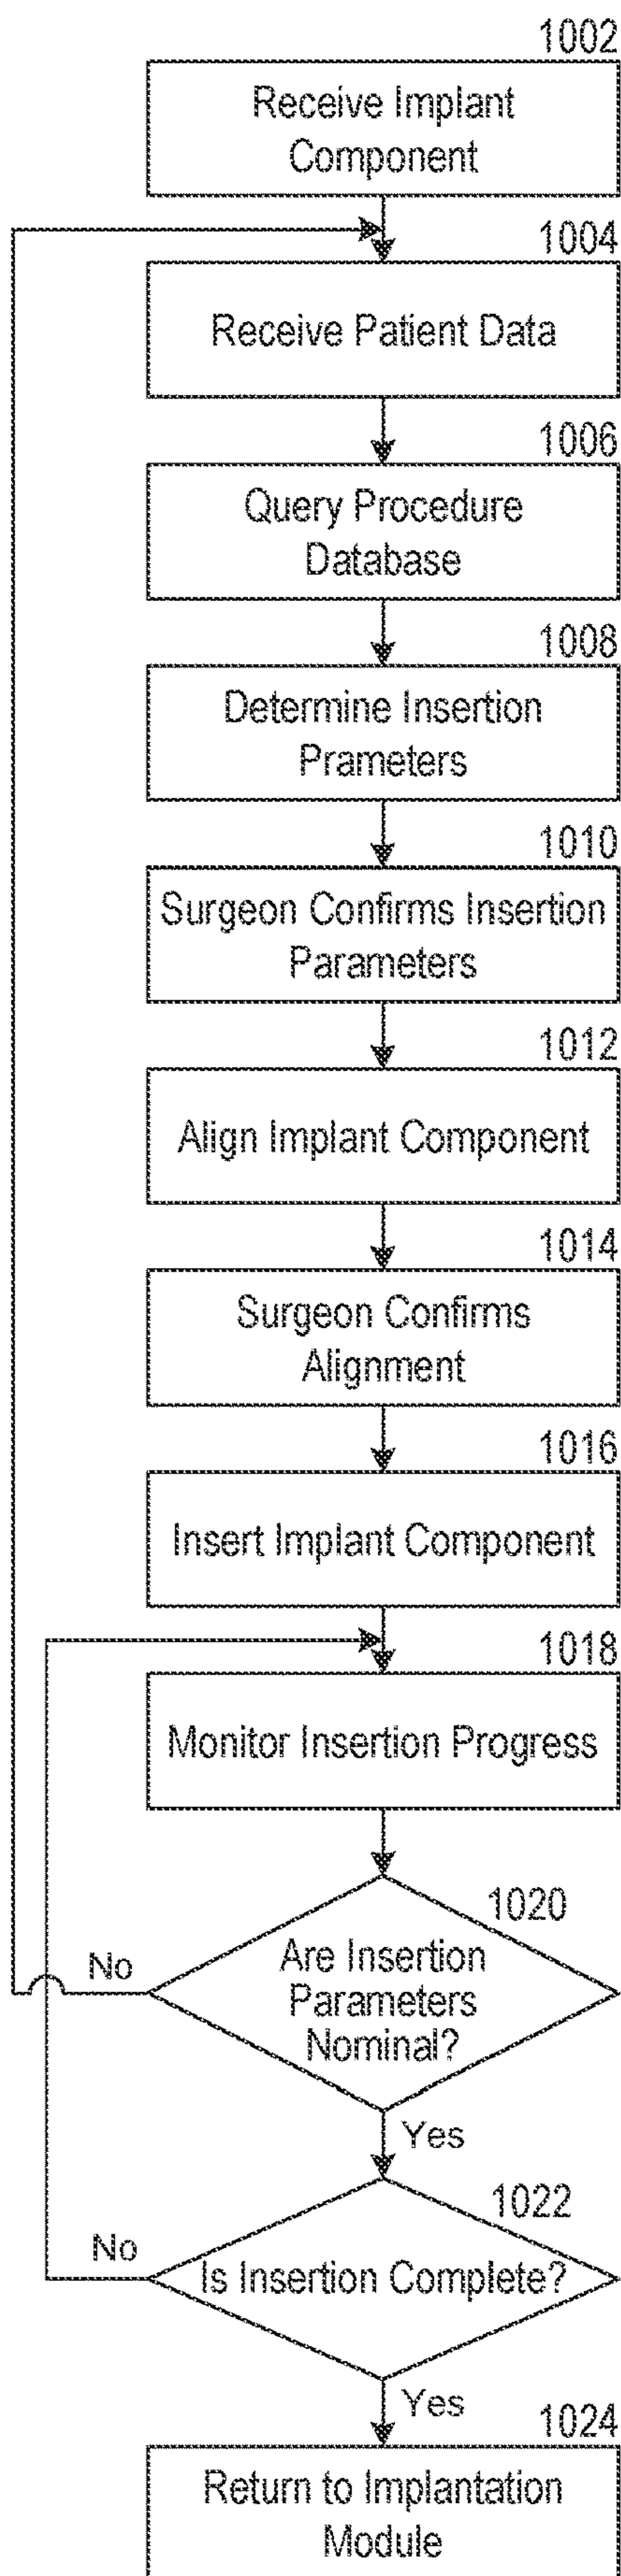 1002
Receive Implant
Component
1004
Receive Patient Data
1006
Query Procedure
Database
1008
Determine Insertion
Prameters
1010
Surgeon Confirms Insertion
Parameters
1012
Align Implant Component
1014
Surgeon Confirms
Alignment
1016
Insert Implant Component
1018
Monitor Insertion Progress
1020
Are Insertion
Parameters
Nominal?
No
Yes
1022
Is Insertion Complete?
No
Yes
1024
Return to Implantation
Module